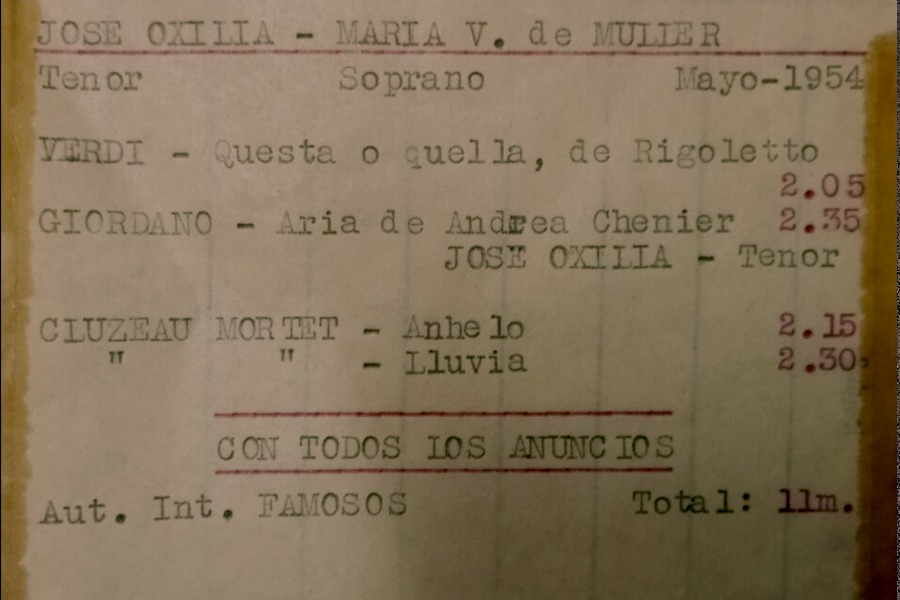 JOSE OXILIA - MARIA V. de MULLER
Tenor Soprano Mayo-1954
VERDI - Questa o quella, de Rigoletto
2.05
GIORDANO - Aria de Andrea Chenier 2.35
JOSE OXILIA - Tenor
CLUZEAU MORTET - Anhelo 2.15
" " - Lluvia 2.30
CON TODOS LOS ANUNCIOS
Aut. Int. FAMOSOS Total: 11m.